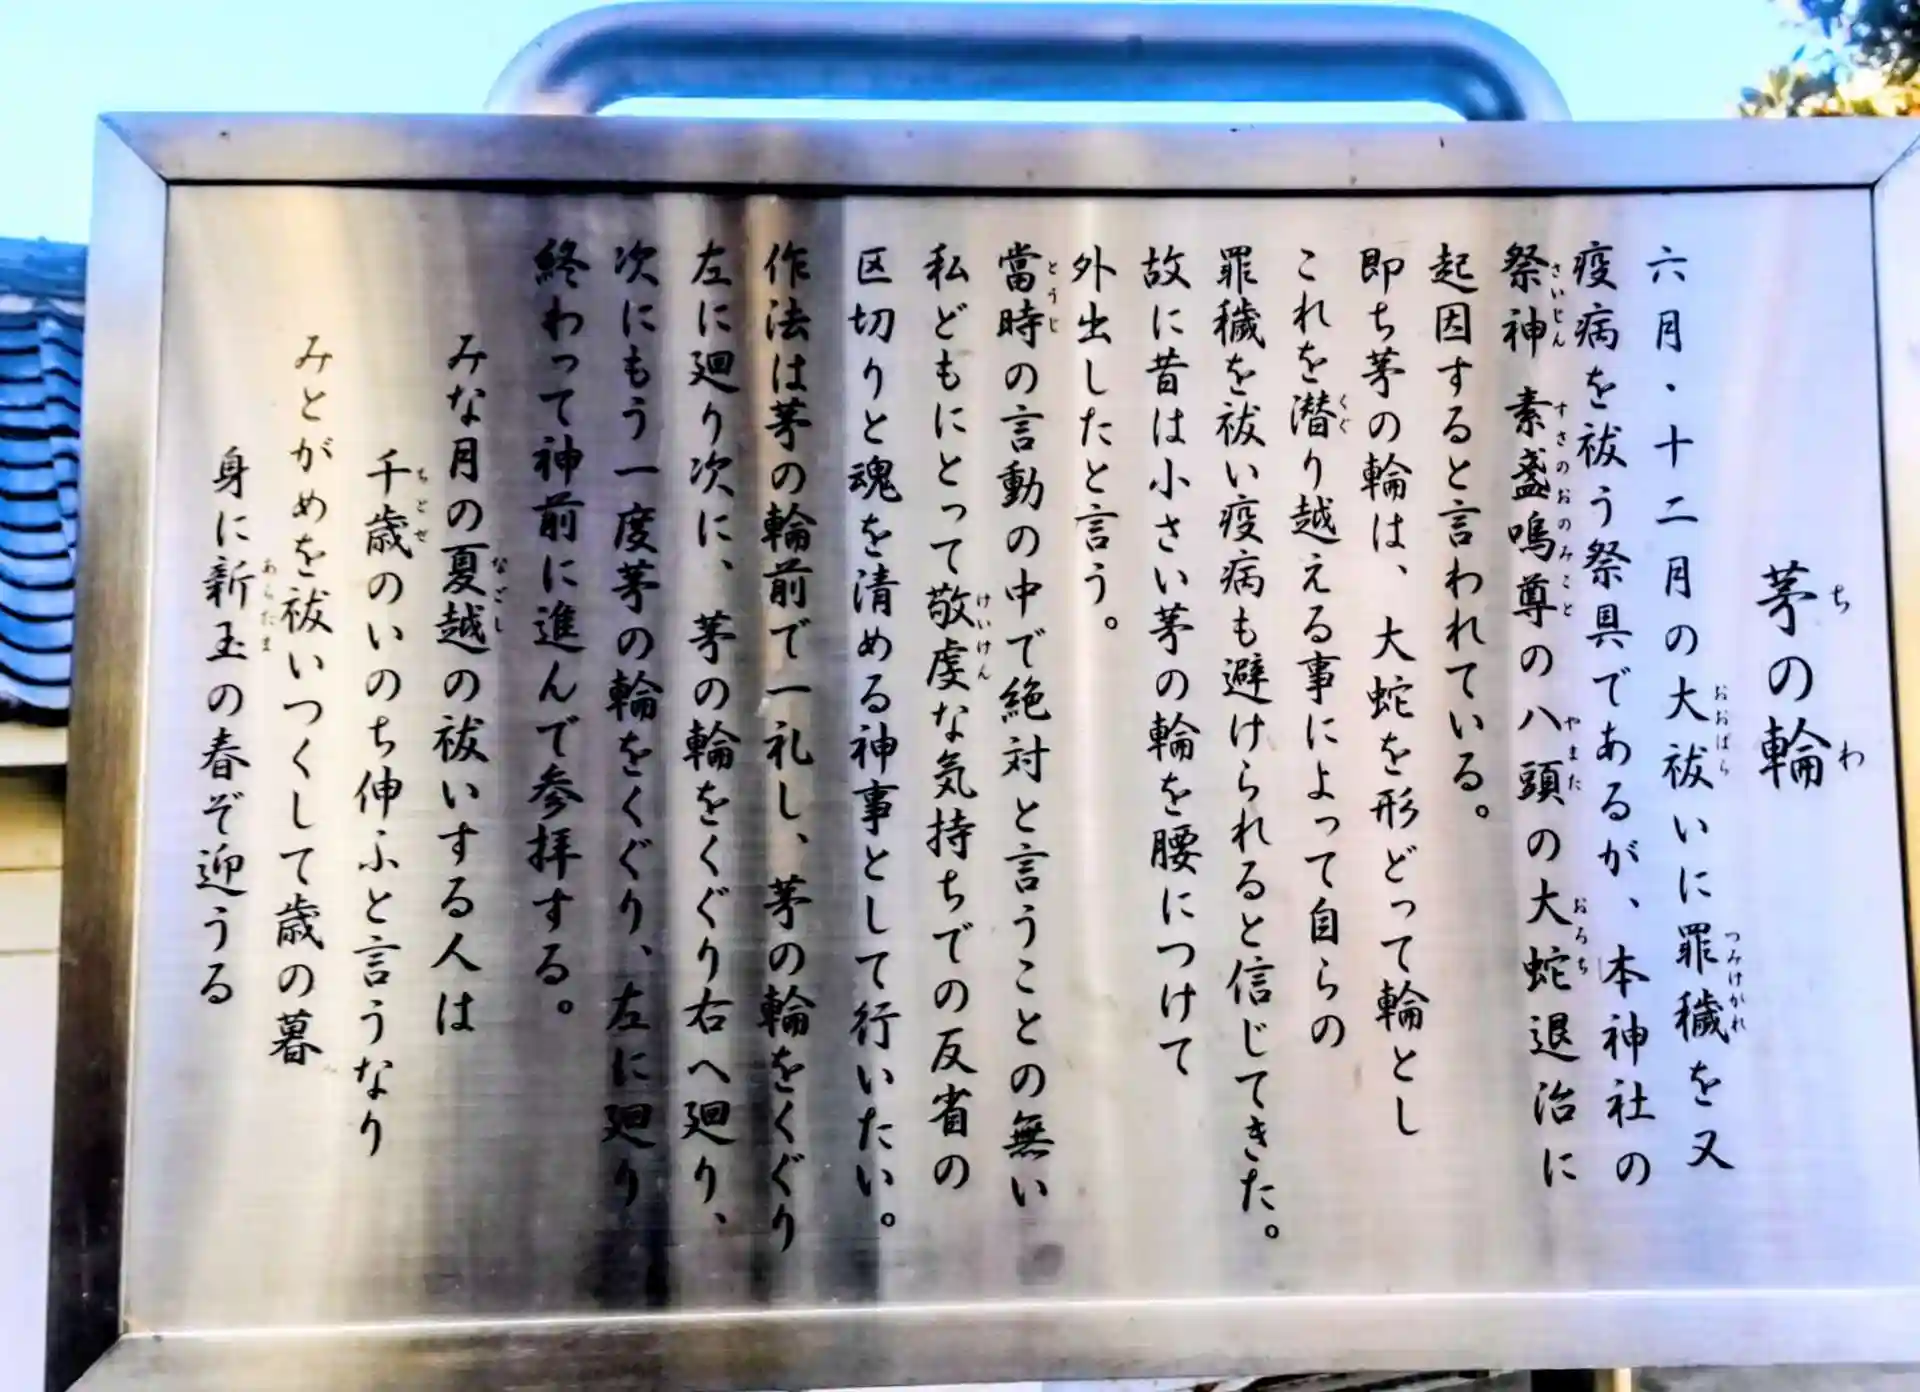 茅の輪
六月・十二月の大祓いに罪穢を又
疫病を祓う祭具であるが、本神社の
祭神 素盞鳴尊の八頭の大蛇退治に
起因すると言われている。
即ち茅の輪は、大蛇を形どって輪とし
これを潜り越える事によって自らの
罪穢を祓い疫病も避けられると信じてきた。
故に昔は小さい茅の輪を腰につけて
外出したと言う。
當時の言動の中で絶対と言うことの無い
私どもにとって敬虔な気持ちでの反省の
区切りと魂を清める神事として行いたい。
作法は茅の輪前で一礼し、茅の輪をくぐり
左に廻り次に、茅の輪をくぐり右へ廻り、
次にもう一度茅の輪をくぐり、左に廻り
終わって神前に進んで参拝する。
みな月の夏越の祓いする人は
千歳のいのち伸ふと言うなり
みとがめを祓いつくして歳の暮
身に新玉の春ぞ迎うる